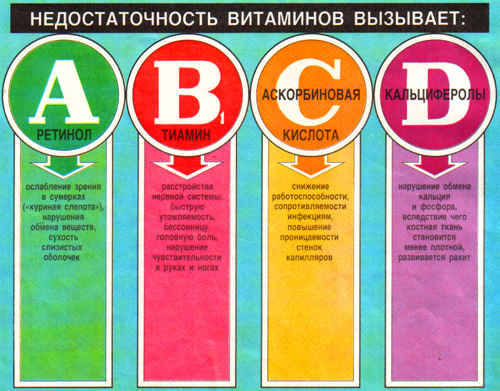 НЕДОСТАТОЧНОСТЬ ВИТАМИНОВ ВЫЗЫВАЕТ:
A
РЕТИНОЛ
ослабление зрения
в сумерках
(«куриная слепота»),
нарушения
обмена веществ,
сухость
слизистых
оболочек
B1
ТИАМИН
расстройства
нервной системы,
быструю
утомляемость,
бессонницу,
головную боль,
нарушение
чувствительности
в руках и ногах
C
АСКОРБИНОВАЯ
КИСЛОТА
снижение
работоспособности,
сопротивляемости
инфекциям,
повышение
проницаемости
стенок
капилляров
D
КАЛЬЦИФЕРОЛЫ
нарушение обмена
кальция
и фосфора,
вследствие чего
костная ткань
становится
менее плотной,
развивается рахит